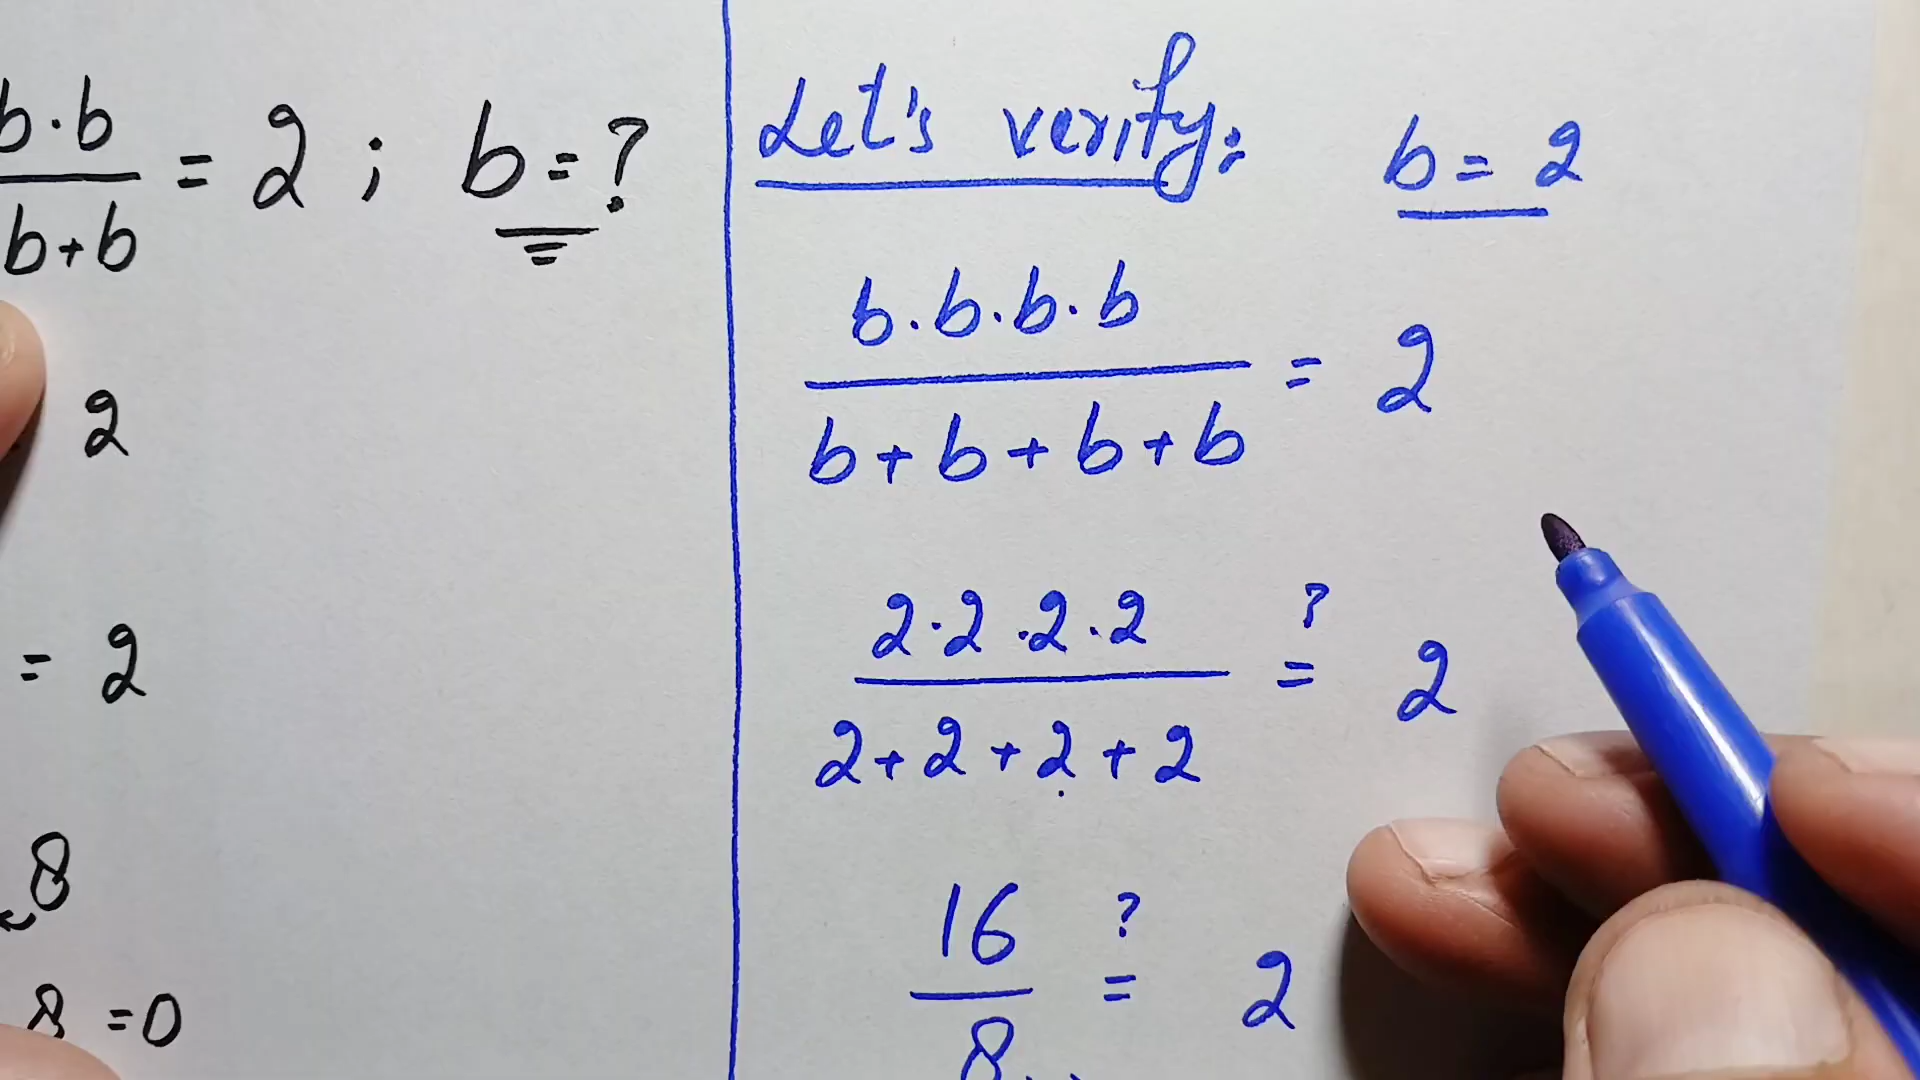 b·b / b+b = 2 ; b = ?
2
= 2
8
8 = 0
Let's verify: b = 2
b·b·b·b / b+b+b+b = 2
2·2·2·2 / 2+2+2+2 ?= 2
16 / 8 ?= 2